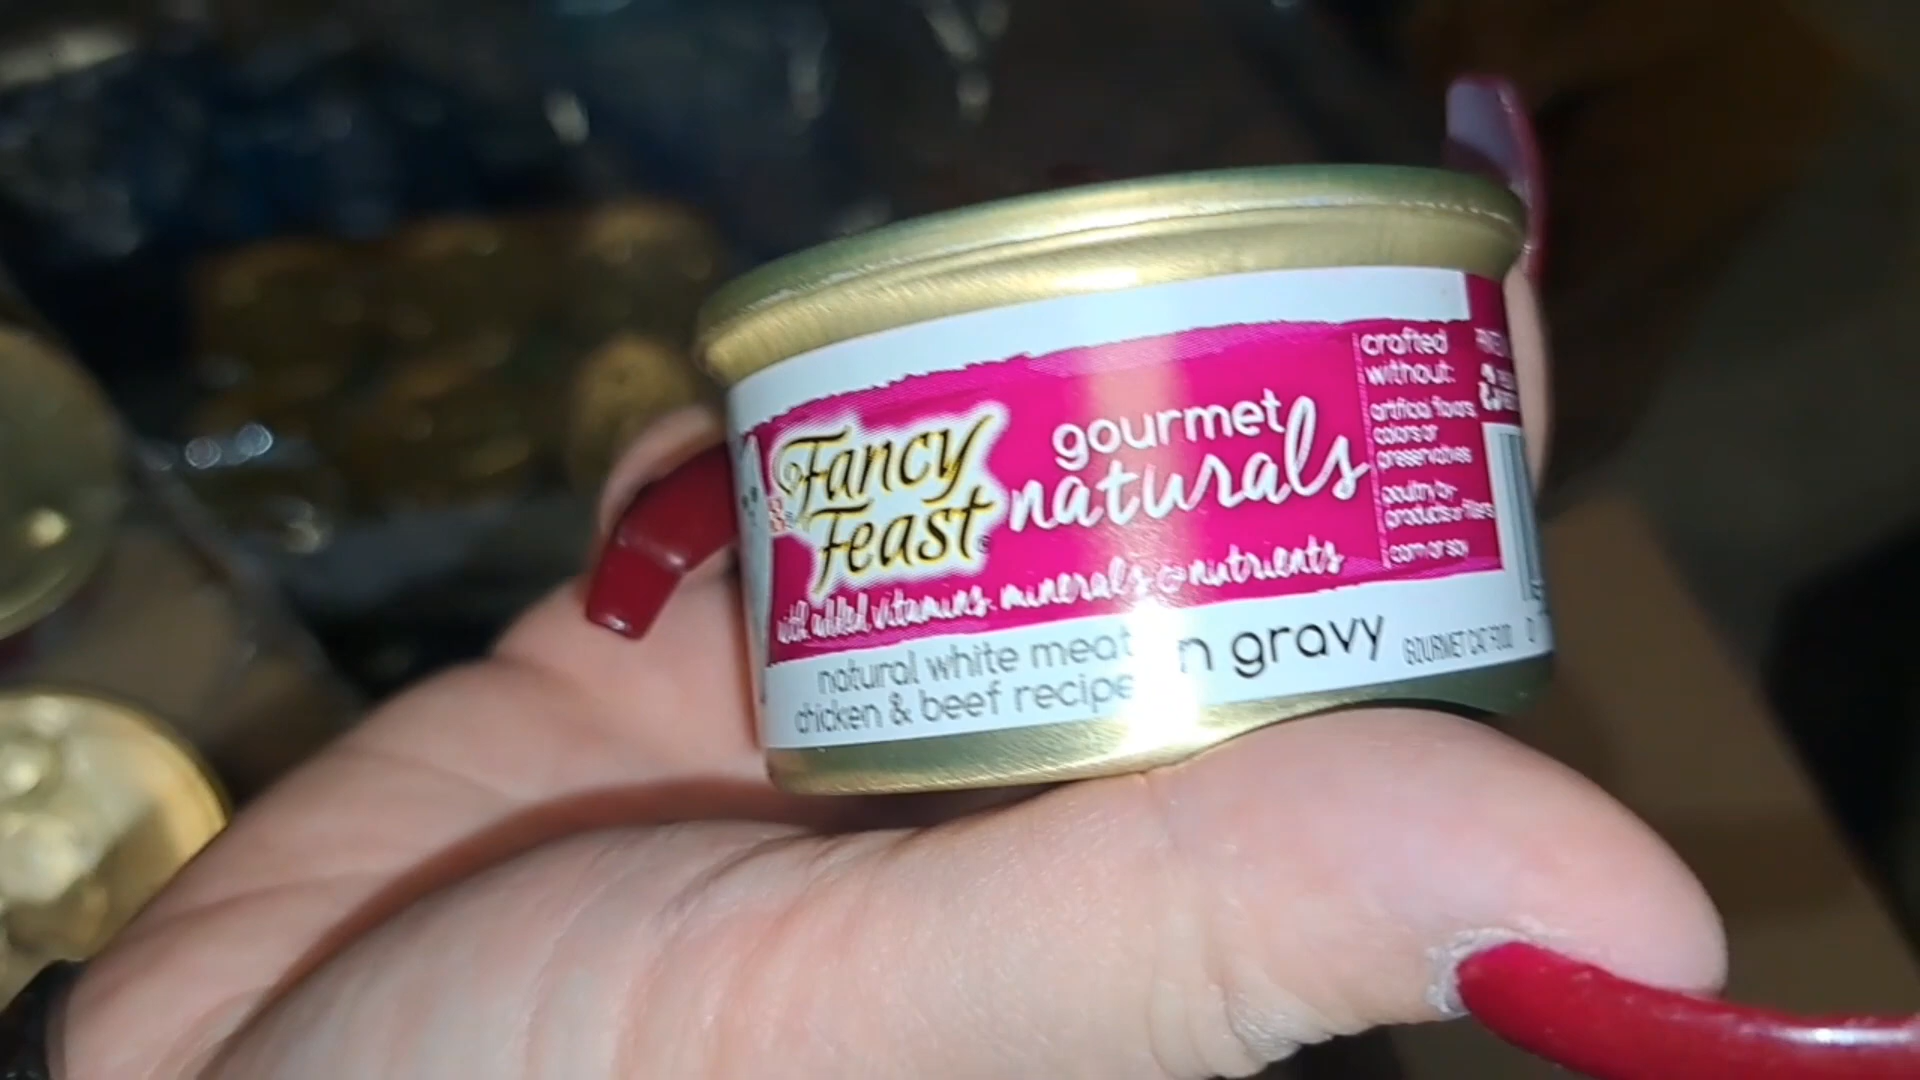 Fancy
Feast®
gourmet
naturals
with added vitamins, minerals & nutrients
natural white meat
chicken & beef recipe
gravy
GOURMET CAT FOOD
crafted
without:
artificial flavors,
colors or
preservatives
poultry by-
products or fillers
corn or soy